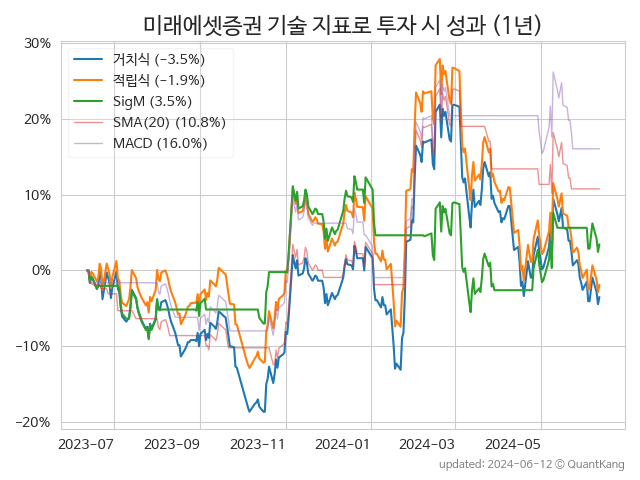 미래에셋증권 기술 지표로 투자 시 성과 (1년)
30%
20%
10%
0%
−10%
−20%
거치식 (−3.5%)
적립식 (−1.9%)
SigM (3.5%)
SMA(20) (10.8%)
MACD (16.0%)
2023−07
2023−09
2023−11
2024−01
2024−03
2024−05
updated: 2024−06−12 ⓒ QuantKang